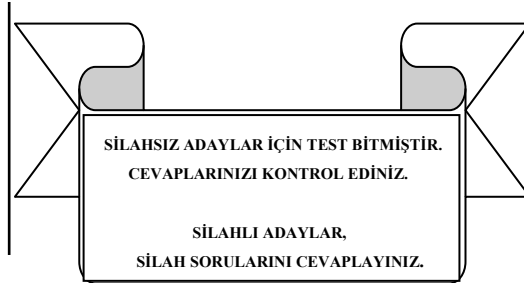 SİLAHSIZ ADAYLAR İÇİN TEST BİTMİŞTİR.
CEVAPLARINIZI KONTROL EDİNİZ.
SİLAHLI ADAYLAR,
SİLAH SORULARINI CEVAPLAYINIZ.